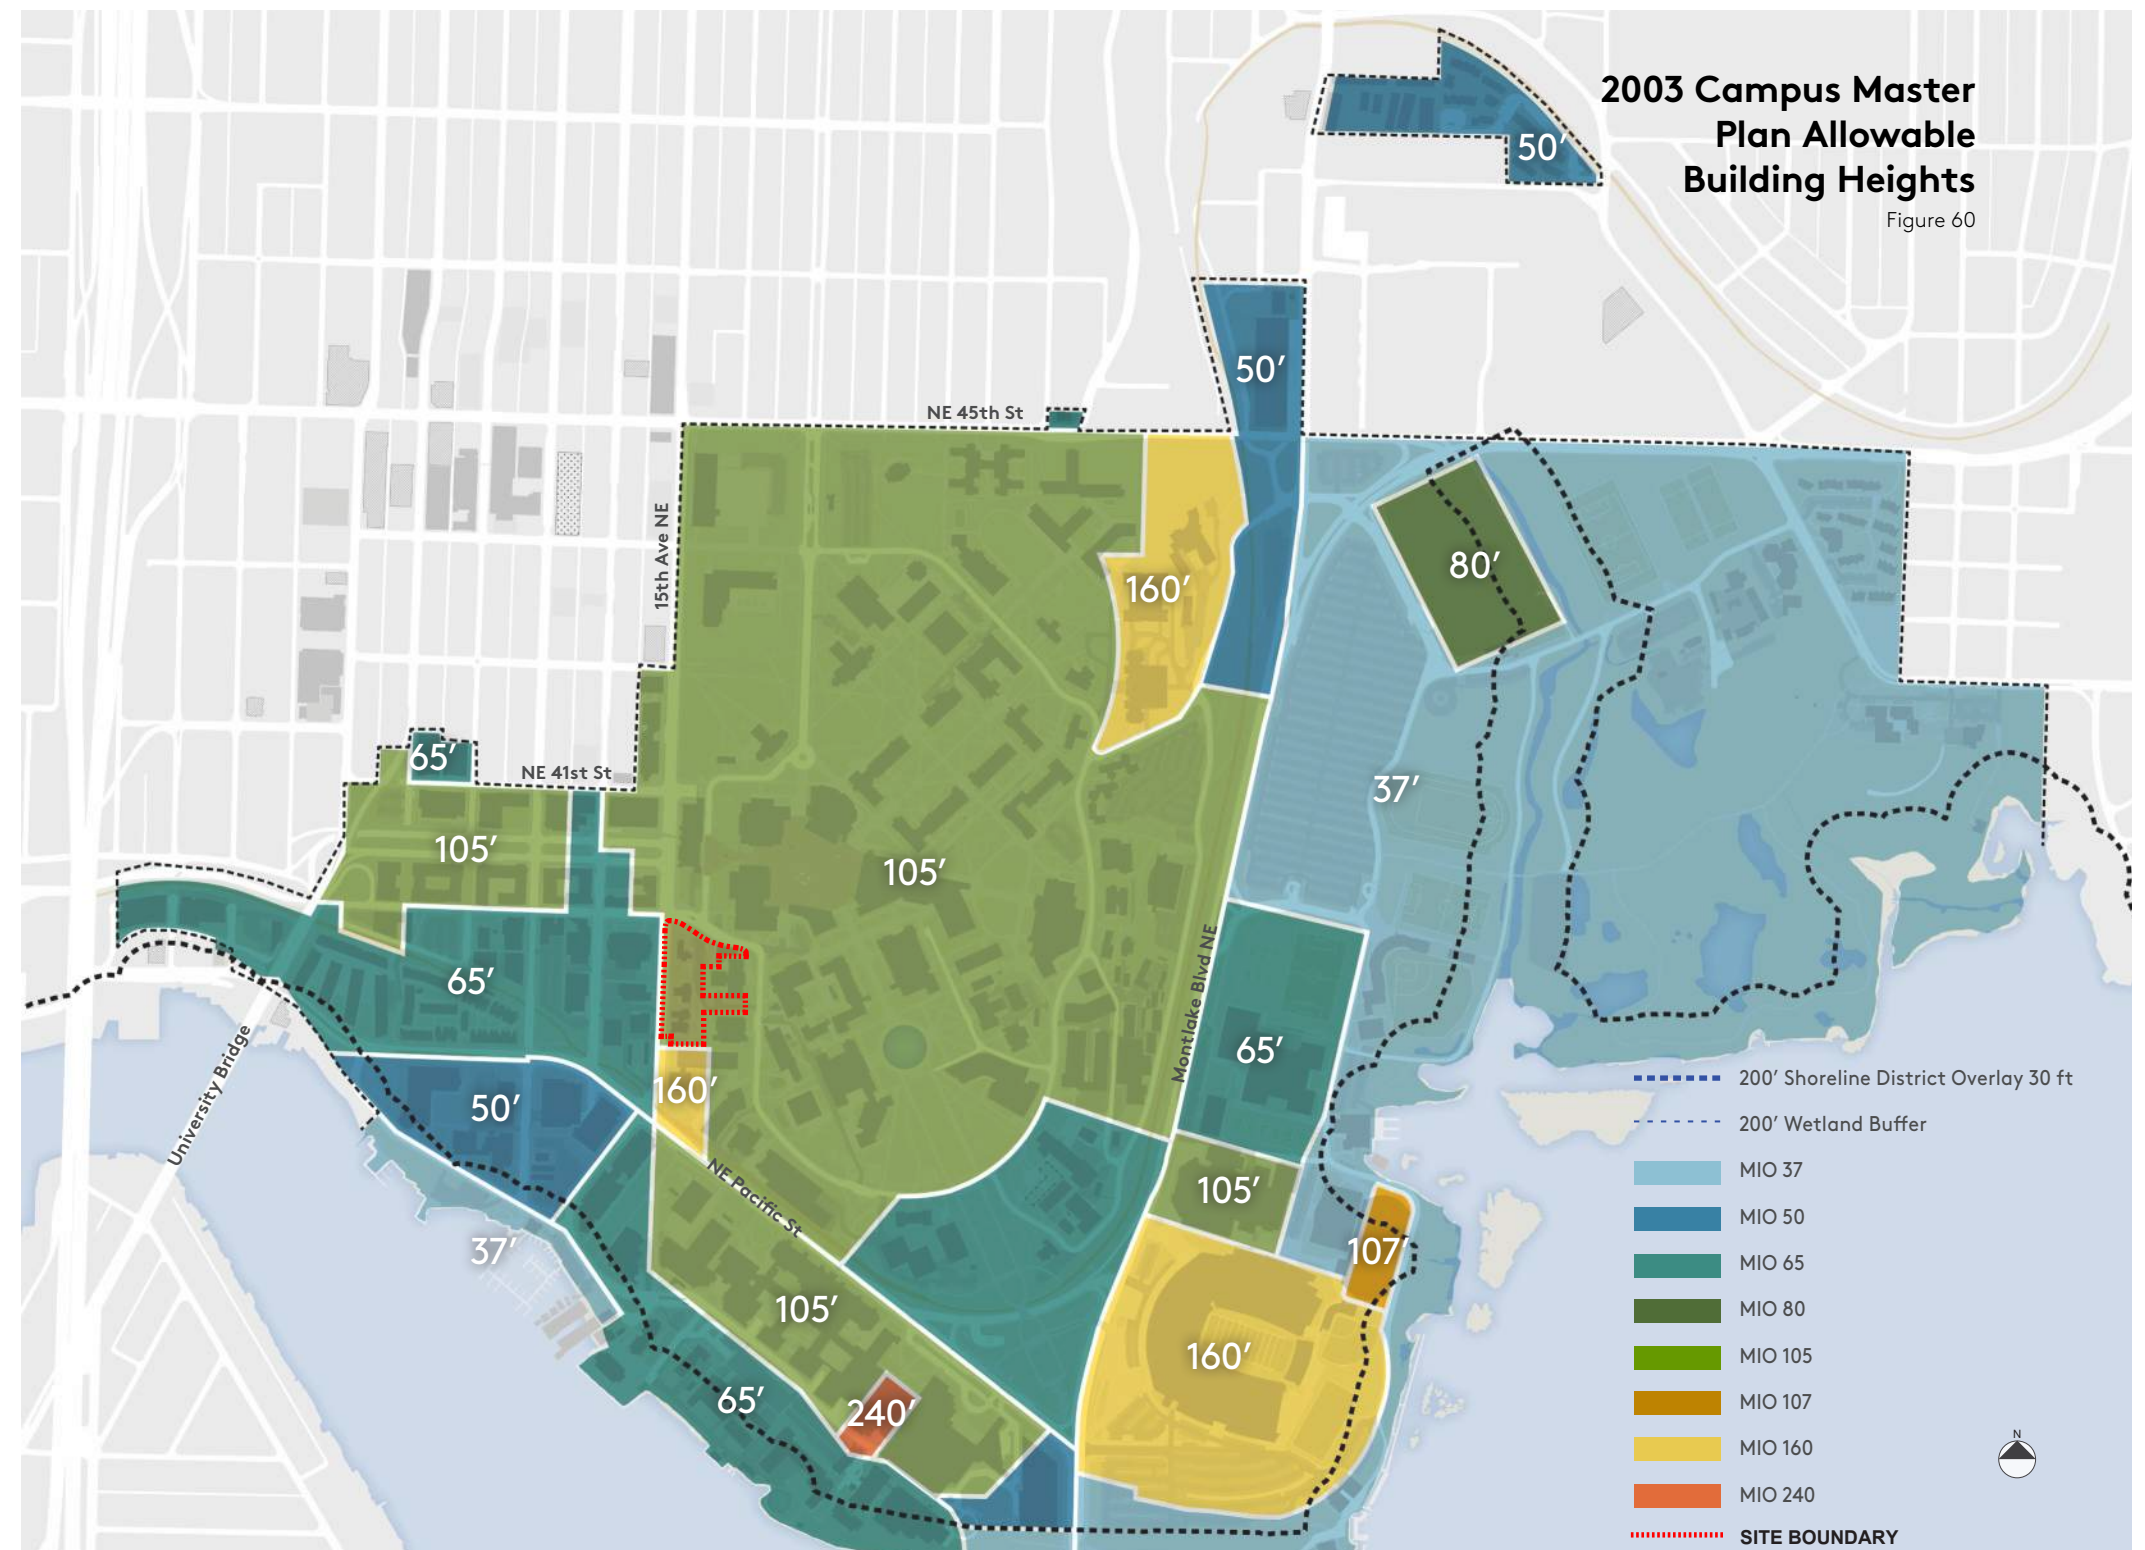 2003 Campus Master
Plan Allowable
Building Heights
Figure 60
50′
50′
NE 45th St
15th Ave NE
80′
160′
65′
NE 41st St
37′
105′
105′
65′
Montlake Blvd NE
65′
University Bridge
160′
50′
NE Pacific St
105′
37′
107′
105′
160′
65′
240′
200′ Shoreline District Overlay 30 ft
200′ Wetland Buffer
MIO 37
MIO 50
MIO 65
MIO 80
MIO 105
MIO 107
MIO 160
MIO 240
SITE BOUNDARY
N